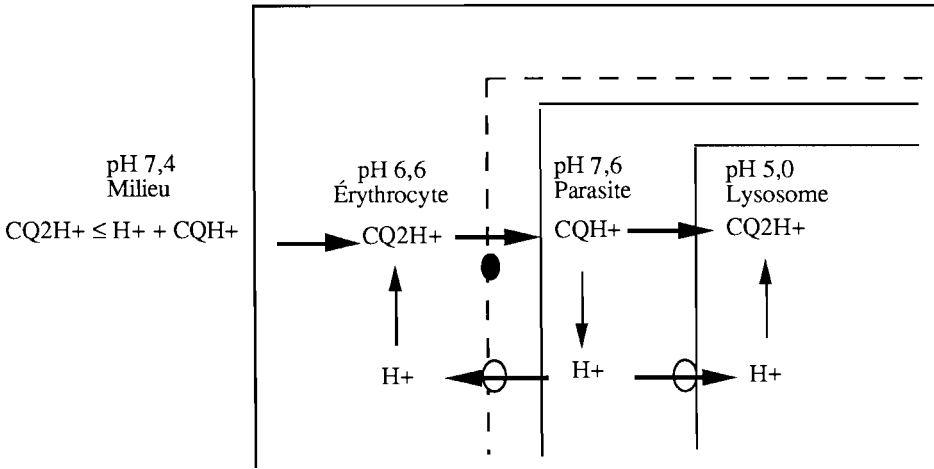 pH 7,4
Milieu
CQ2H+ ≤ H+ + CQH+
pH 6,6
Érythrocyte
CQ2H+
H+
pH 7,6
Parasite
CQH+
H+
pH 5,0
Lysosome
CQ2H+
H+